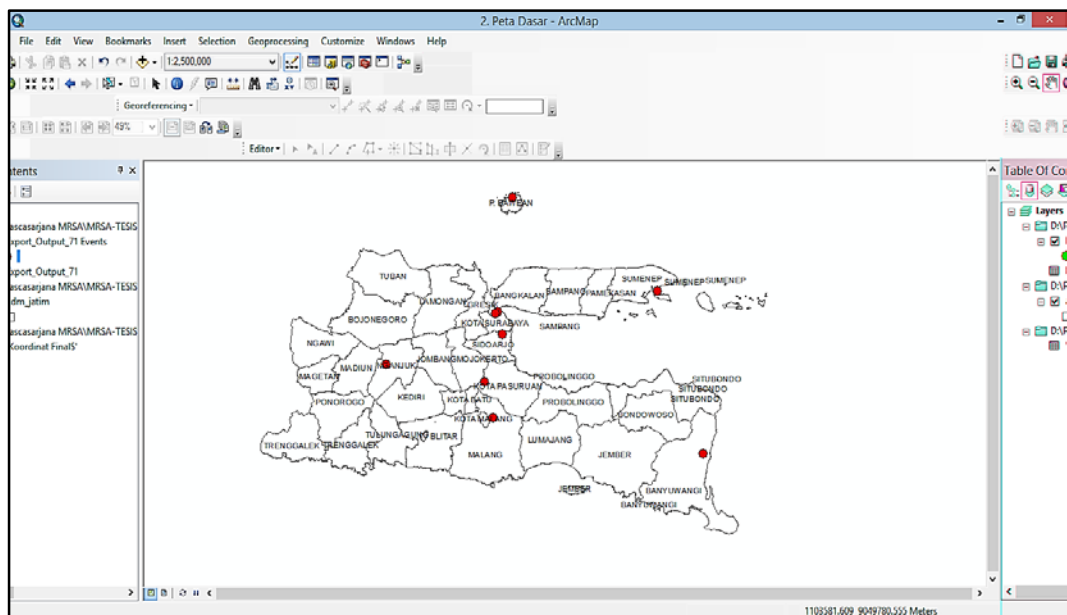 2. Peta Dasar - ArcMap
File Edit View Bookmarks Insert Selection Geoprocessing Customize Windows Help
1:2,500,000
Georeferencing
49%
Editor
ntents
Table Of Co
Layers
ascasarjana MRSA\MRSA-TESIS
xport_Output_71 Events
xport_Output_71
ascasarjana MRSA\MRSA-TESIS
dm_jatim
ascasarjana MRSA\MRSA-TESIS
Koordinat Final$'
D:\P
D:\P
D:\P
TUBAN
LAMONGAN
BANGKALAN
SAMPANG
PAMEKASAN
SUMENEP
SUMENEP
SUMENEP
BOJONEGORO
KOTA SURABAYA
SAMPANG
NGAWI
SIDOARJO
MADIUN
JOMBANG
MOJOKERTO
MAGETAN
KOTA PASURUAN
PROBOLINGGO
SITUBONDO
SITUBONDO
SITUBONDO
PONOROGO
KEDIRI
KOTA BATU
PROBOLINGGO
BONDOWOSO
KOTA MALANG
TRENGGALEK
TRENGGALEK
TULUNGAGUNG
BLITAR
MALANG
LUMAJANG
JEMBER
JEMBER
BANYUWANGI
BANYUWANGI
1103581.609 9049780.555 Meters